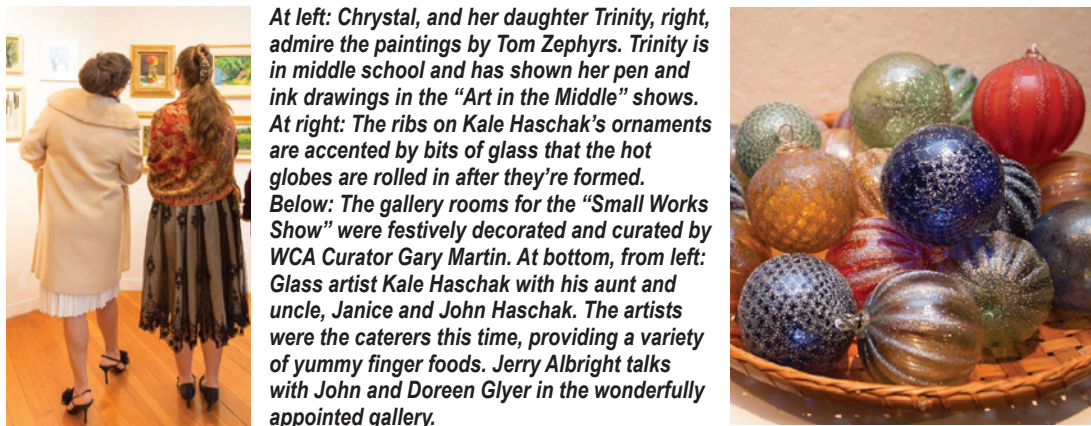 At left: Chrystal, and her daughter Trinity, right,
admire the paintings by Tom Zephyrs. Trinity is
in middle school and has shown her pen and
ink drawings in the “Art in the Middle” shows.
At right: The ribs on Kale Haschak’s ornaments
are accented by bits of glass that the hot
globes are rolled in after they’re formed.
Below: The gallery rooms for the “Small Works
Show” were festively decorated and curated by
WCA Curator Gary Martin. At bottom, from left:
Glass artist Kale Haschak with his aunt and
uncle, Janice and John Haschak. The artists
were the caterers this time, providing a variety
of yummy finger foods. Jerry Albright talks
with John and Doreen Glyer in the wonderfully
appointed gallery.